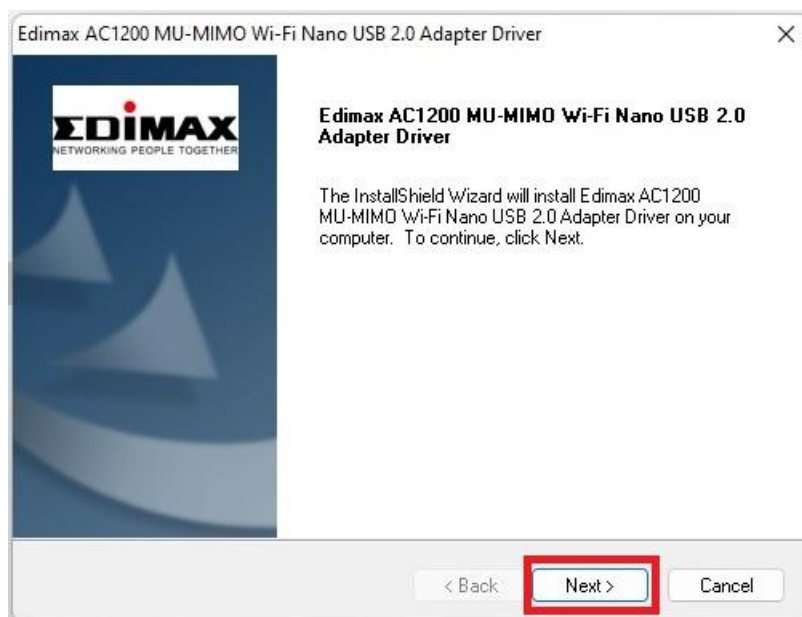 Edimax AC1200 MU-MIMO Wi-Fi Nano USB 2.0 Adapter Driver
EDiMAX
NETWORKING PEOPLE TOGETHER
Edimax AC1200 MU-MIMO Wi-Fi Nano USB 2.0
Adapter Driver
The InstallShield Wizard will install Edimax AC1200
MU-MIMO Wi-Fi Nano USB 2.0 Adapter Driver on your
computer. To continue, click Next.
< Back
Next >
Cancel